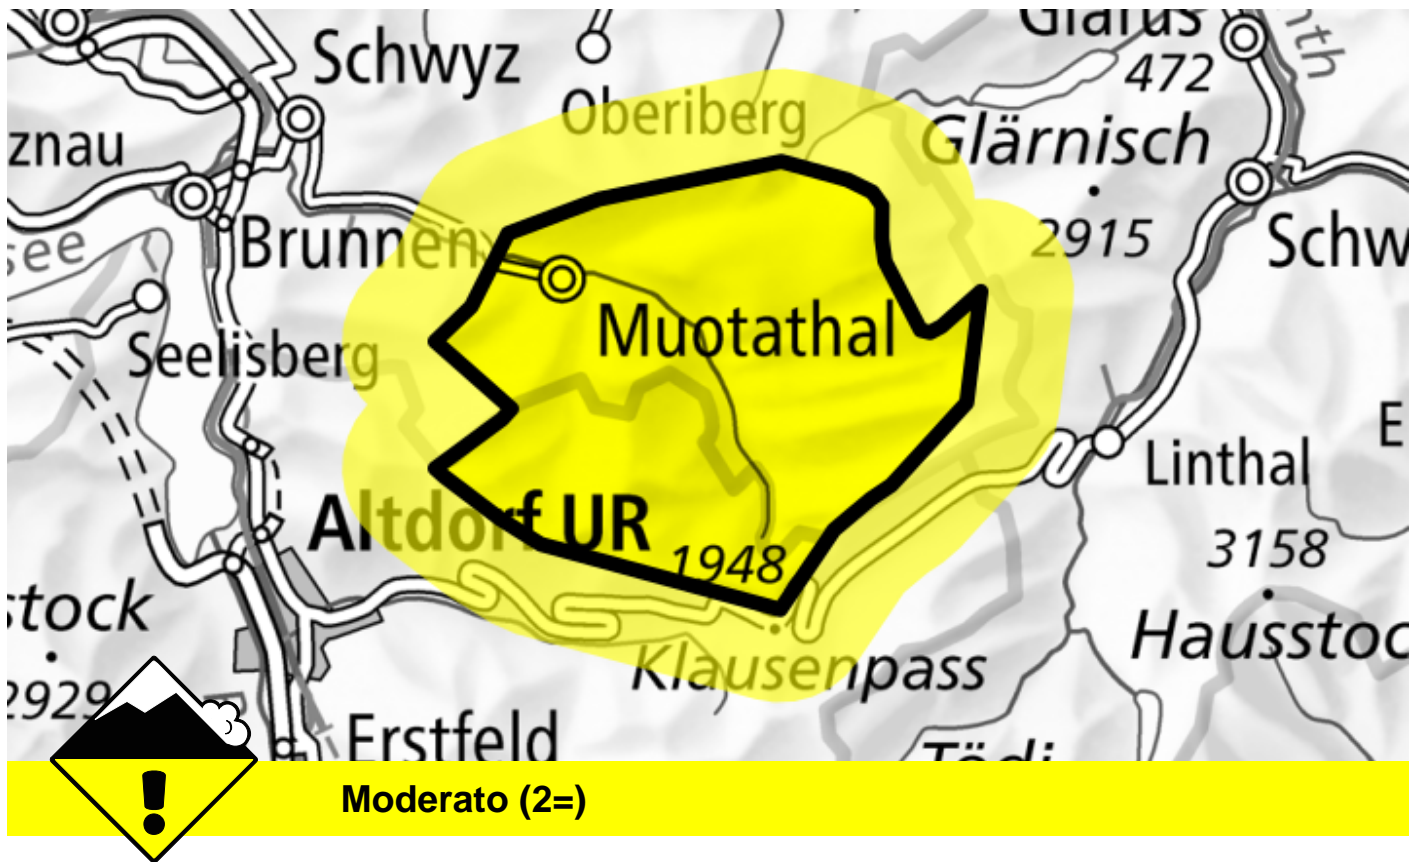 Glarus
Schwyz
472
nth
Oberiberg
Glärnisch
znau
2915
Brunnen
see
Schw
Muotathal
Seelisberg
E
Linthal
Altdorf UR
1948
3158
stock
Hausstoc
Klausenpass
2929
Erstfeld
Tödi
Moderato (2=)